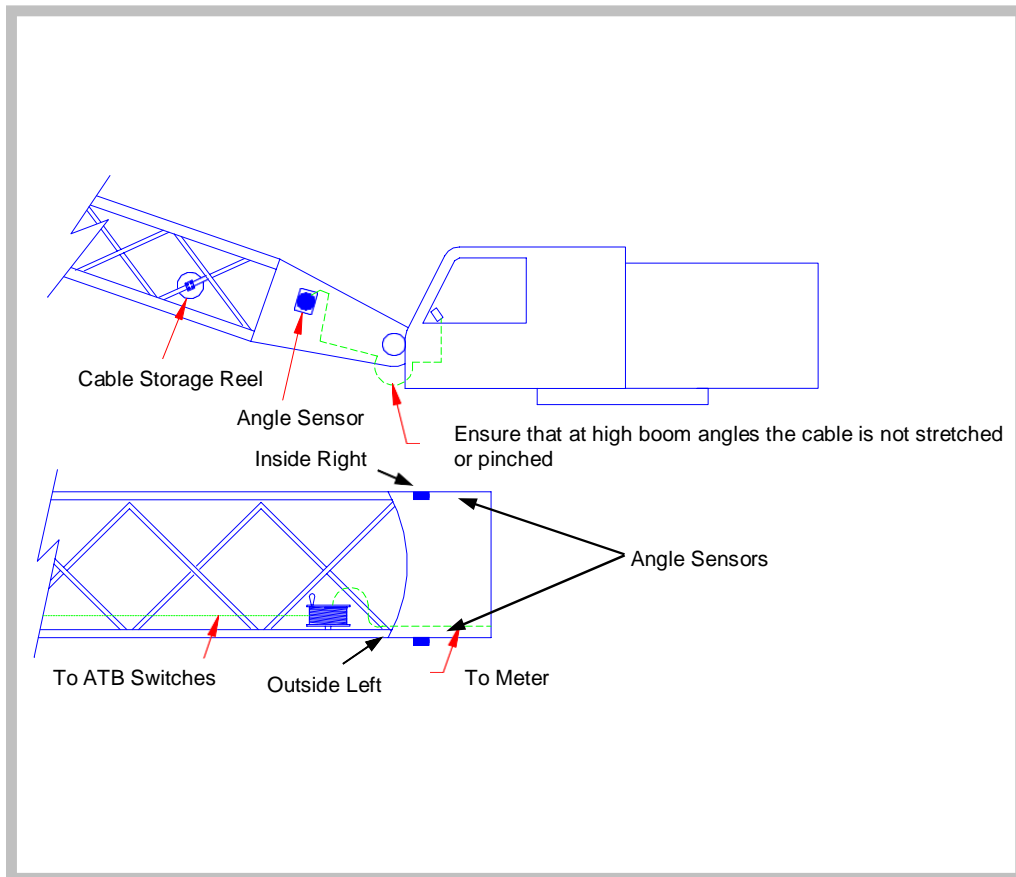 Cable Storage Reel
Angle Sensor
Ensure that at high boom angles the cable is not stretched
or pinched
Inside Right
Angle Sensors
To ATB Switches
Outside Left
To Meter